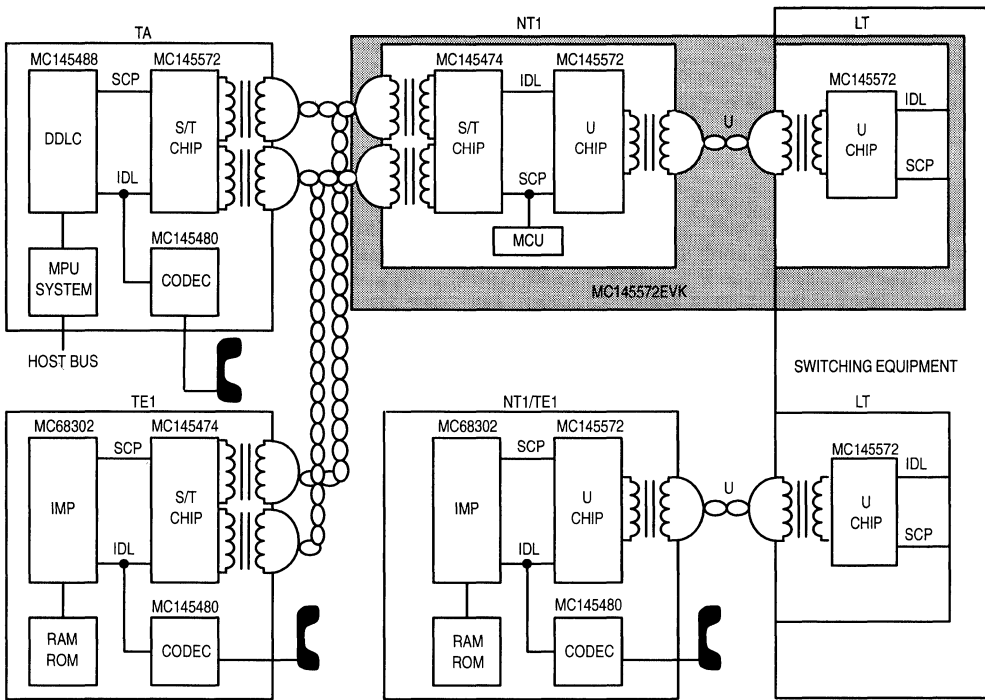 TA
MC145488
SCP
MC145572
DDLC
S/T
CHIP
IDL
MC145480
MPU
SYSTEM
CODEC
HOST BUS
NT1
MC145474
IDL
MC145572
S/T
CHIP
U
CHIP
SCP
MCU
MC145572EVK
U
LT
MC145572
U
CHIP
IDL
SCP
SWITCHING EQUIPMENT
TE1
MC68302
SCP
MC145474
IMP
S/T
CHIP
IDL
MC145480
RAM
ROM
CODEC
NT1/TE1
MC68302
SCP
MC145572
IMP
U
CHIP
IDL
MC145480
RAM
ROM
CODEC
U
LT
MC145572
U
CHIP
IDL
SCP